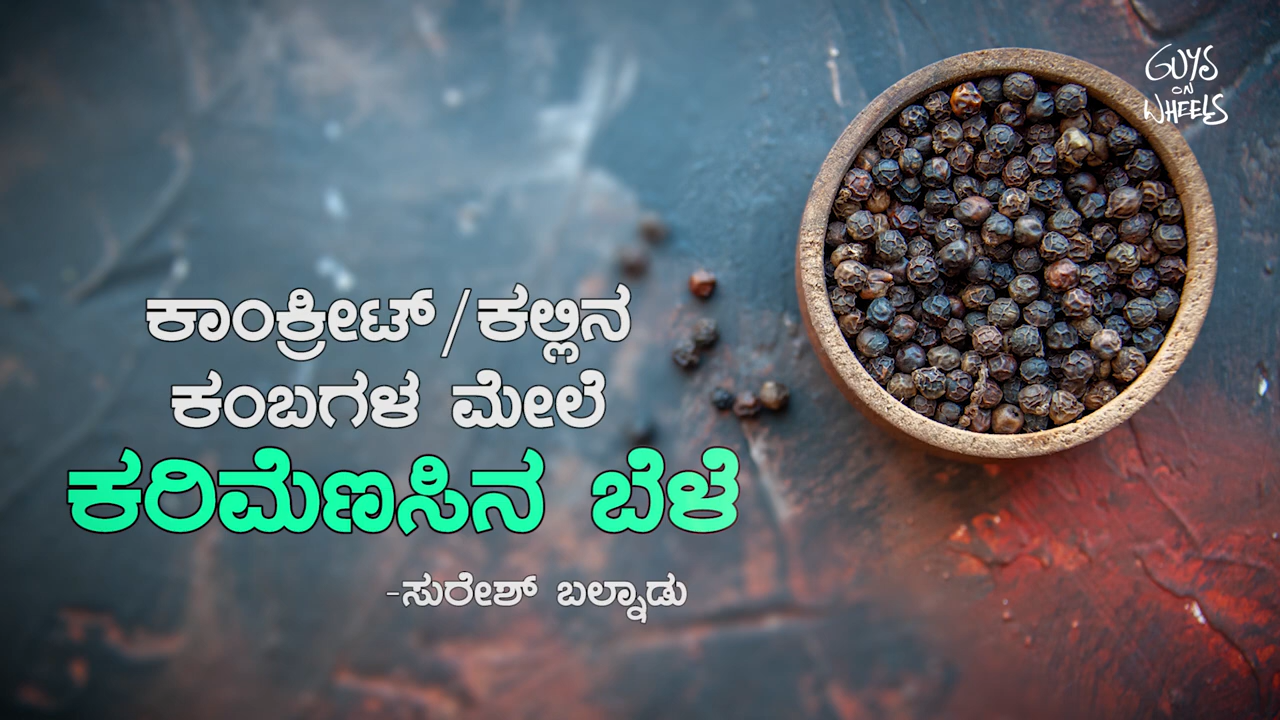 GUYS
ON
WHEELS
ಕಾಂಕ್ರೀಟ್/ಕಲ್ಲಿನ
ಕಂಬಗಳ ಮೇಲೆ
ಕರಿಮೆಣಸಿನ ಬೆಳೆ
-ಸುರೇಶ್ ಬಲ್ನಾಡು